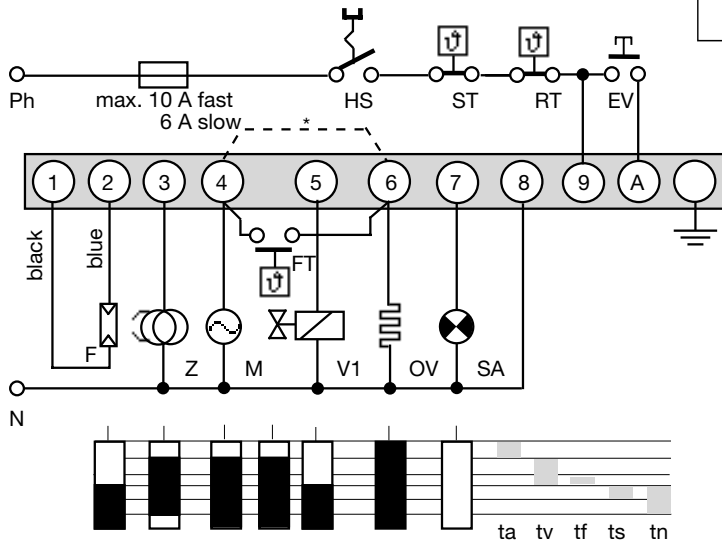 Ph
max. 10 A fast
6 A slow
HS
ϑ
ST
ϑ
RT
EV
*
1 2 3 4 5 6 7 8 9 A
black
blue
FT
ϑ
F
Z
M
V1
OV
SA
N
ta tv tf ts tn